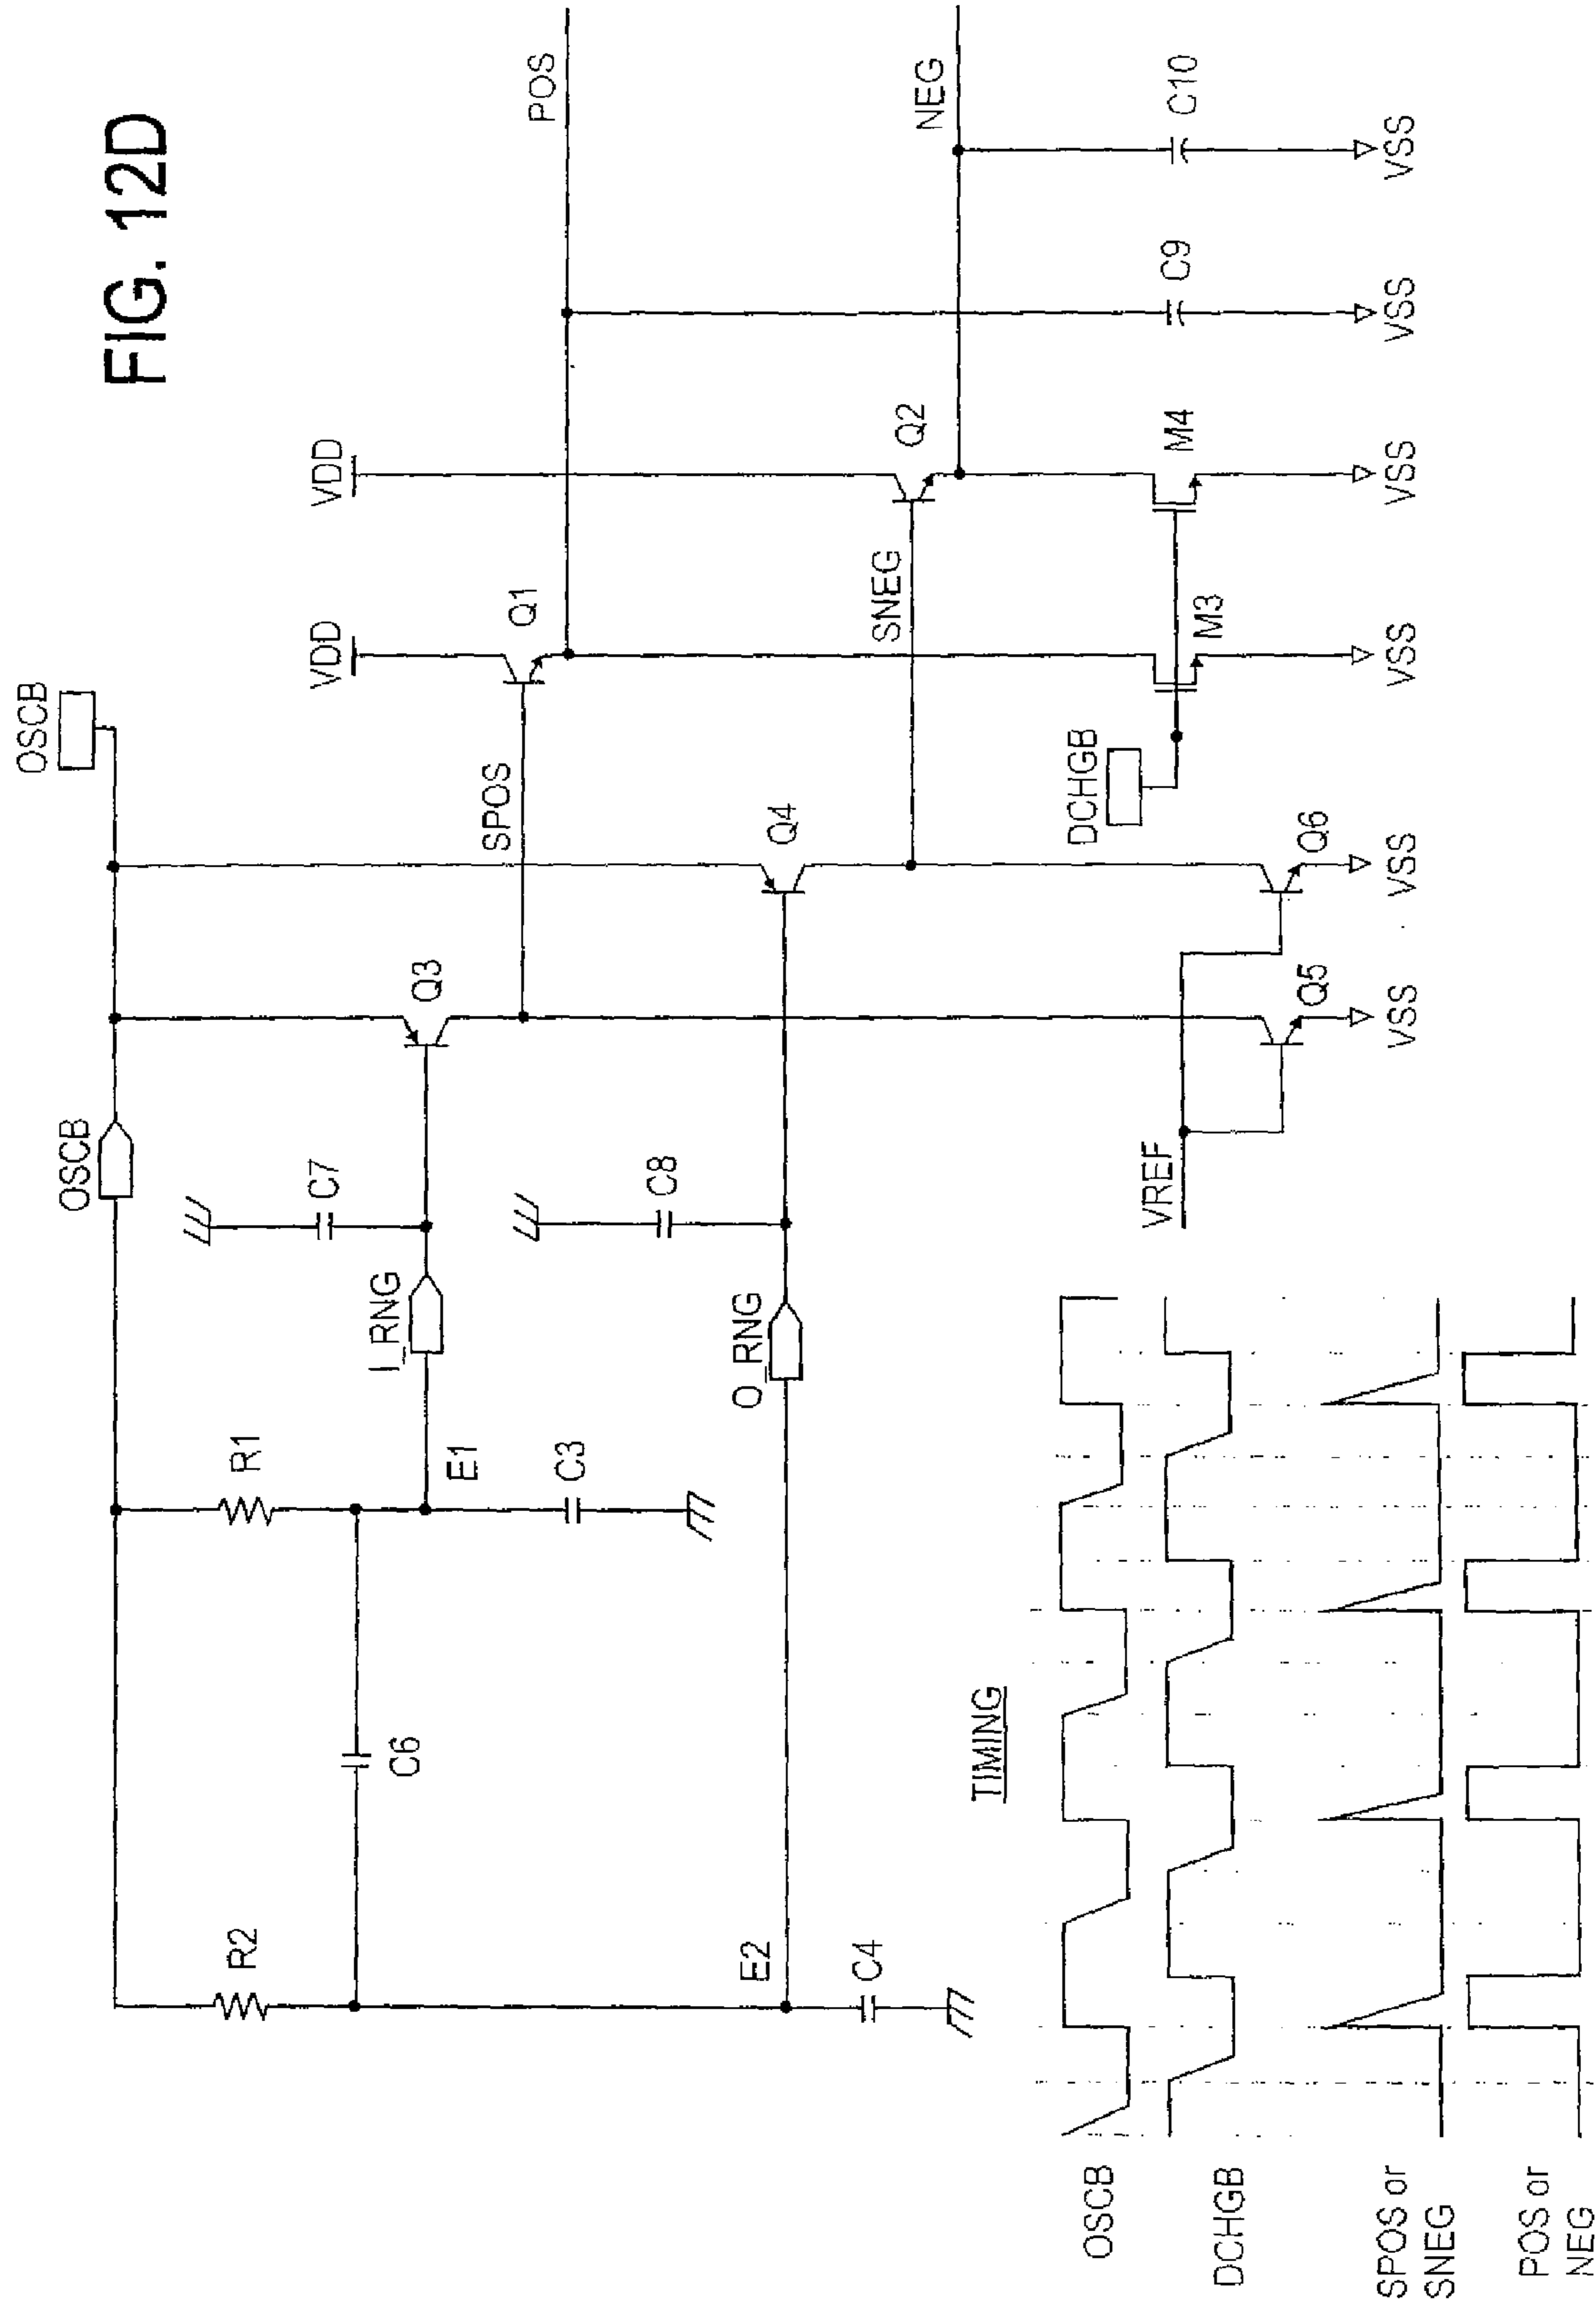 FIG. 12D
OSCB
OSCB
VDD
VDD
POS
R2
R1
C7
Q3
SPOS
Q1
I_RNG
E1
C6
C3
C8
Q4
SNEG
Q2
NEG
E2
O_RNG
C4
DCHGB
M3
M4
C9
C10
VREF
Q5
Q6
VSS
VSS
VSS
VSS
VSS
VSS
TIMING
OSCB
DCHGB
SPOS or
SNEG
POS or
NEG